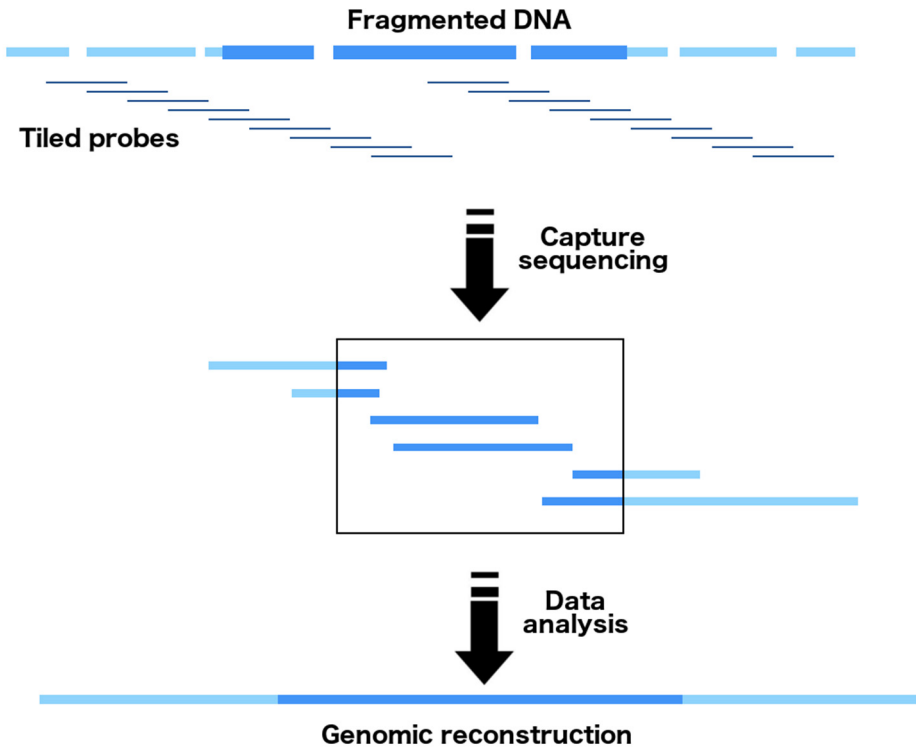 Fragmented DNA
Tiled probes
Capture
sequencing
Data
analysis
Genomic reconstruction